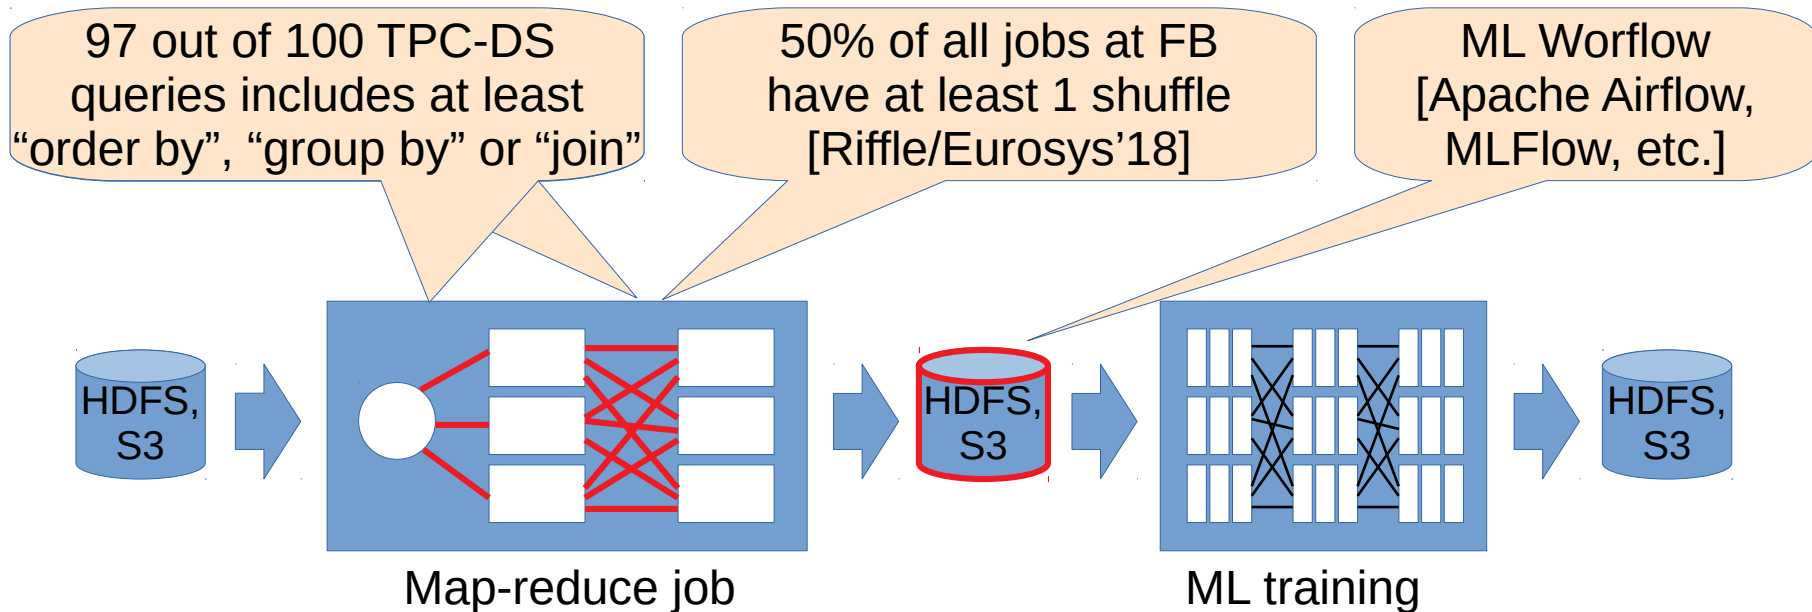 97 out of 100 TPC-DS
queries includes at least
“order by”, “group by” or “join”
50% of all jobs at FB
have at least 1 shuffle
[Riffle/Eurosys’18]
ML Worflow
[Apache Airflow,
MLFlow, etc.]
HDFS,
S3
HDFS,
S3
HDFS,
S3
Map-reduce job
ML training